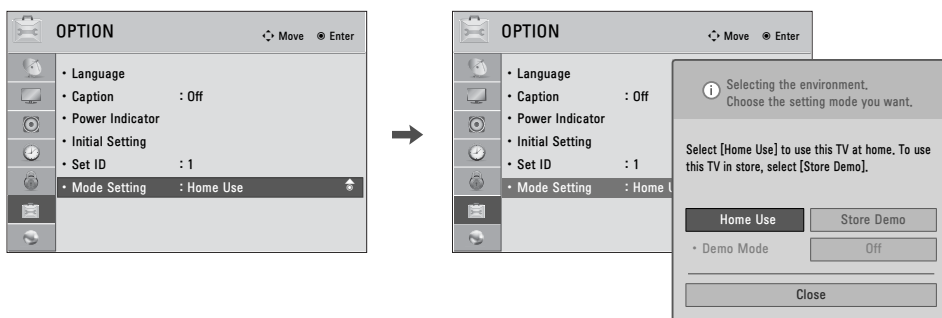 OPTION
Move Enter
• Language
• Caption : Off
• Power Indicator
• Initial Setting
• Set ID : 1
• Mode Setting : Home Use
OPTION
Move Enter
• Language
• Caption : Off
• Power Indicator
• Initial Setting
• Set ID : 1
• Mode Setting : Home U
i
Selecting the environment.
Choose the setting mode you want.
Select [Home Use] to use this TV at home. To use
this TV in store, select [Store Demo].
Home Use Store Demo
• Demo Mode Off
Close